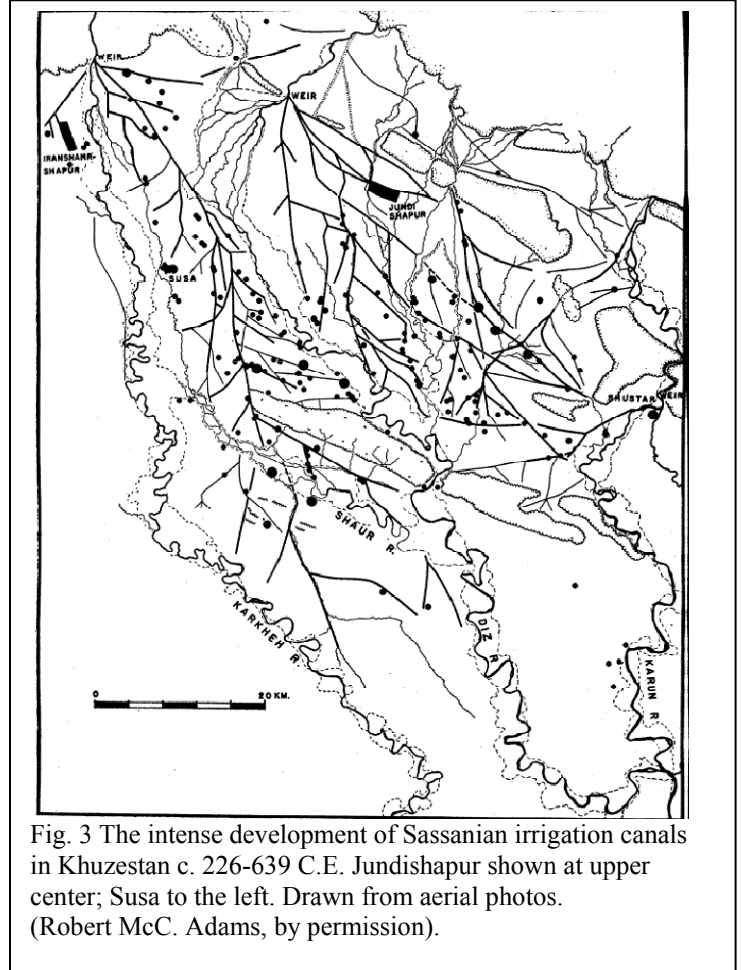 WEIR
WEIR
IRANSHAHR-
SHAPUR
JUNDI
SHAPUR
SUSA
SHUSTAR
WEIR
SHAUR R.
KARKHEH R.
DIZ R
KARUN R.
0 20 KM.
Fig. 3 The intense development of Sassanian irrigation canals
in Khuzestan c. 226-639 C.E. Jundishapur shown at upper
center; Susa to the left. Drawn from aerial photos.
(Robert McC. Adams, by permission).